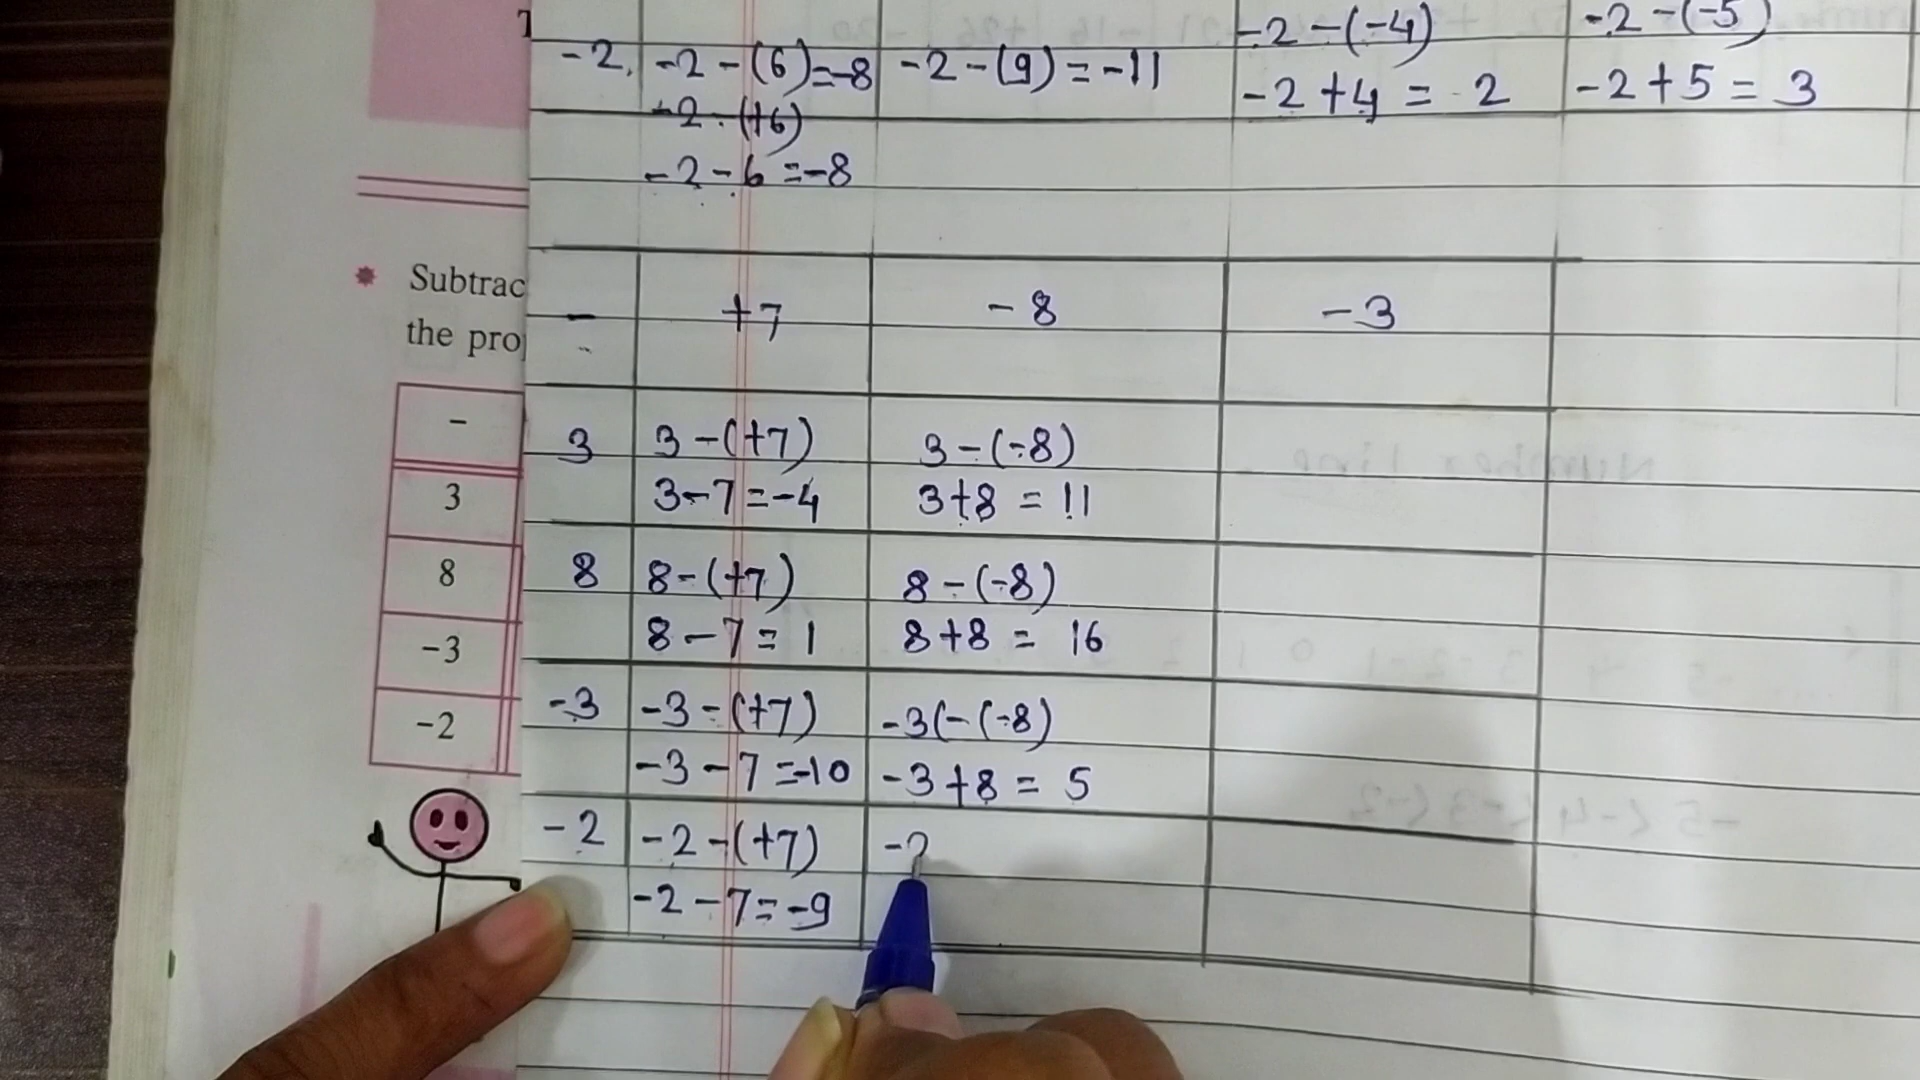 -2-(-4) -2-(-5)
-2. -2-(6)=-8 -2-(9)=-11 -2+4= 2 -2+5= 3
-2-(+6)
-2-6=-8
* Subtrac
the pro
- +7 -8 -3
-
3 3-(+7) 3-(-8)
3 3-7=-4 3+8 = 11
8 8 8-(+7) 8-(-8)
8-7= 1 8+8 = 16
-3
-3 -3-(+7) -3(-(-8)
-2 -3-7=-10 -3+8= 5
-2 -2-(+7) -2
-2-7=-9